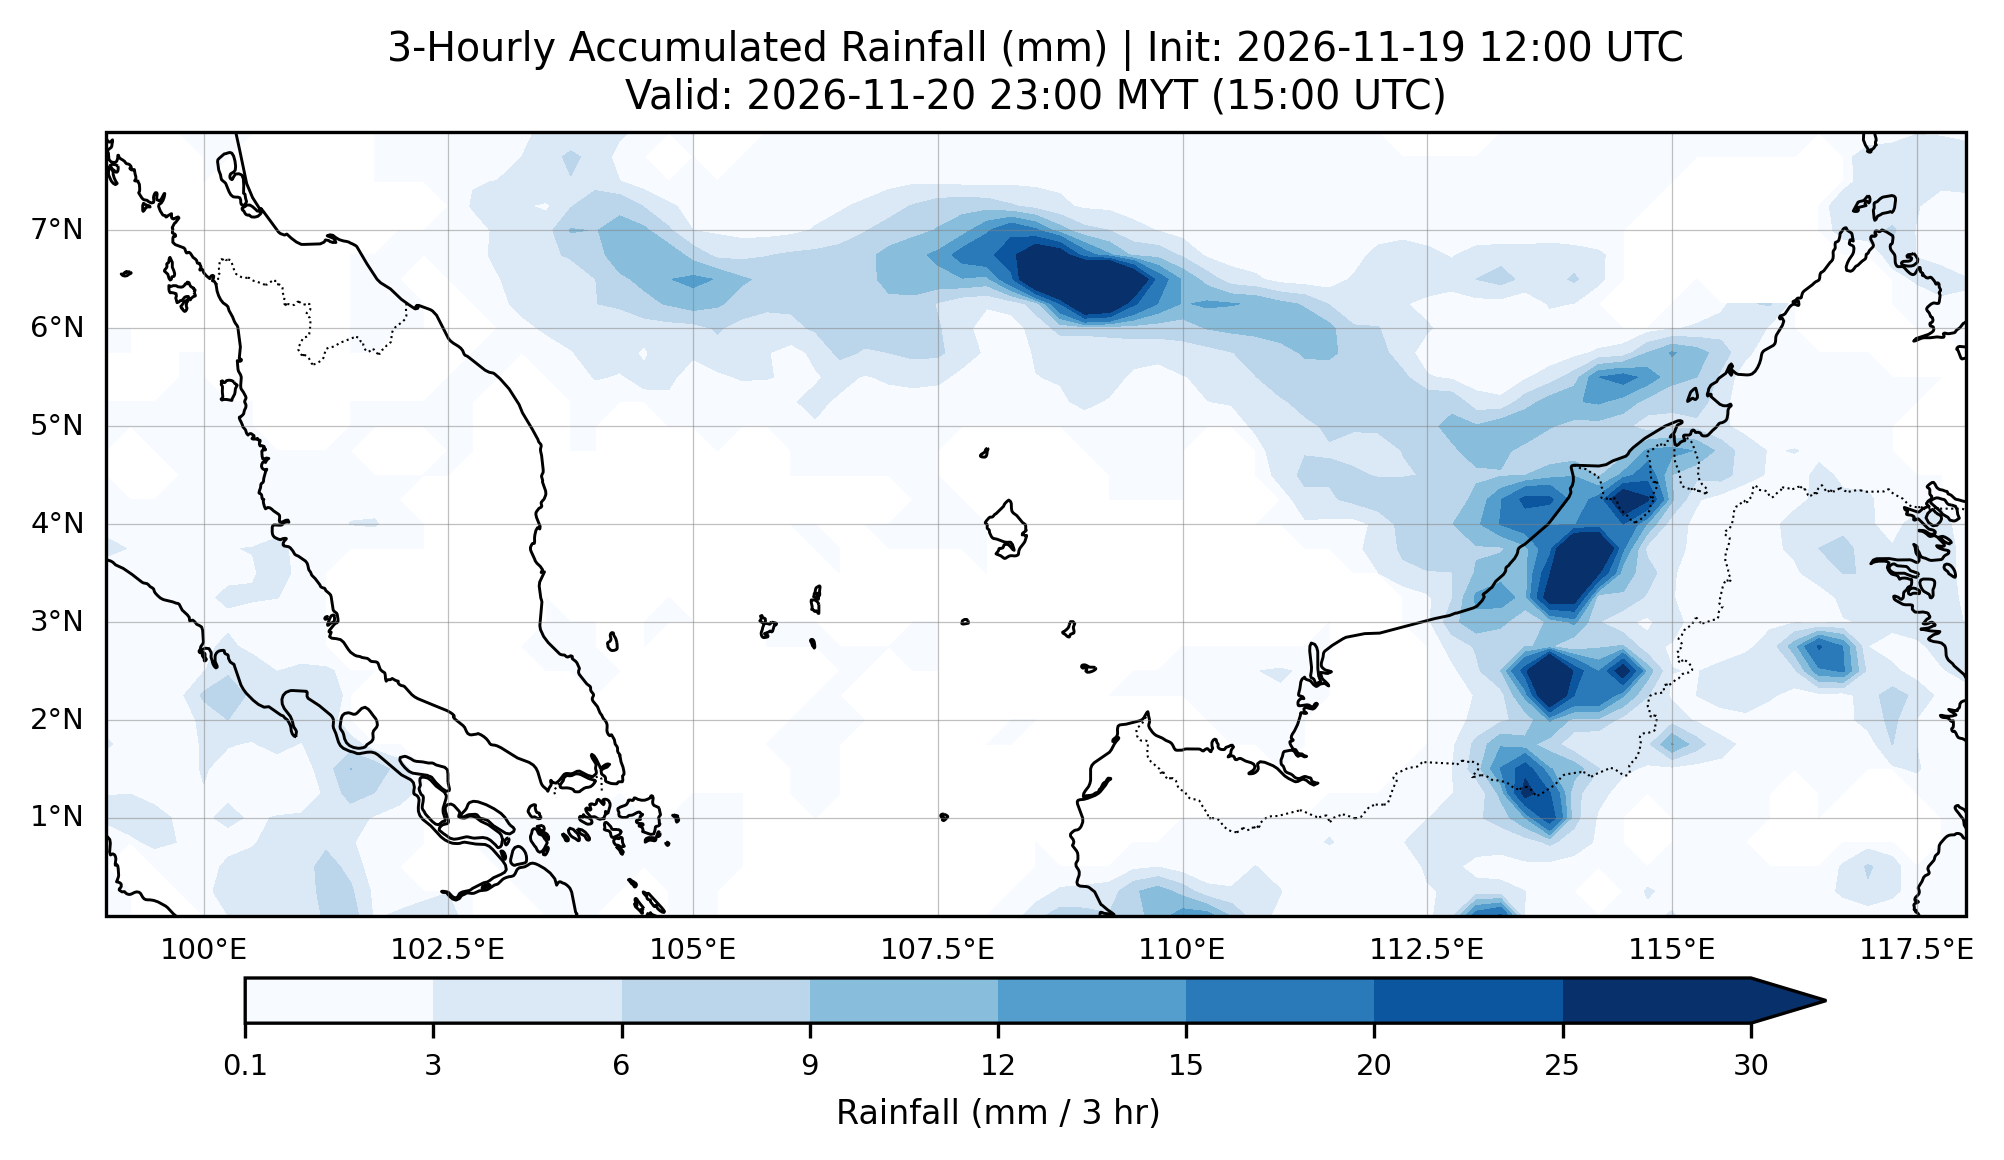 3-Hourly Accumulated Rainfall (mm) | Init: 2026-11-19 12:00 UTC
Valid: 2026-11-20 23:00 MYT (15:00 UTC)
7°N
6°N
5°N
4°N
3°N
2°N
1°N
100°E 102.5°E 105°E 107.5°E 110°E 112.5°E 115°E 117.5°E
0.1 3 6 9 12 15 20 25 30
Rainfall (mm / 3 hr)